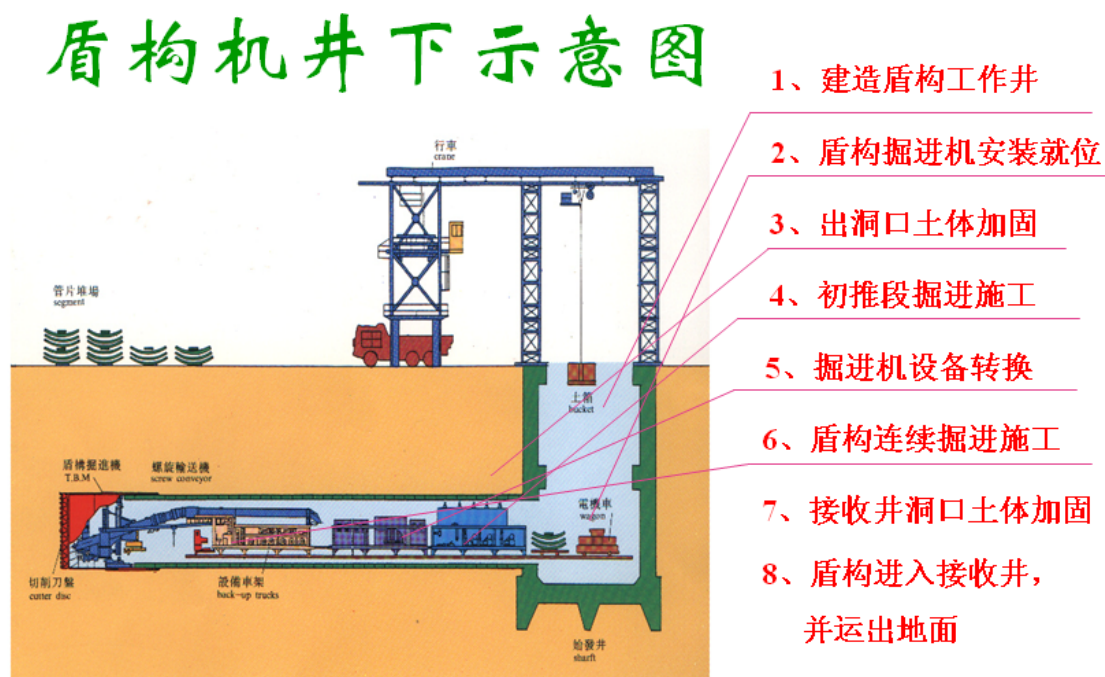 盾构机井下示意图
1、建造盾构工作井
2、盾构掘进机安装就位
3、出洞口土体加固
4、初推段掘进施工
5、掘进机设备转换
6、盾构连续掘进施工
7、接收井洞口土体加固
8、盾构进入接收井,
并运出地面
行車
crane
管片堆場
segment
土箱
bucket
盾構掘進機
T.B.M
螺旋輸送機
screw conveyor
電機車
wagon
切削刀盤
cutter disc
設備車架
back-up trucks
始發井
sharft